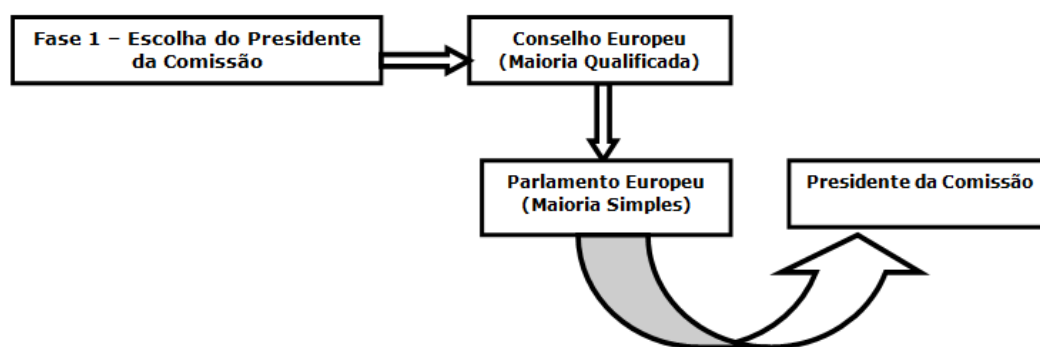 Fase 1 – Escolha do Presidente
da Comissão
Conselho Europeu
(Maioria Qualificada)
Parlamento Europeu
(Maioria Simples)
Presidente da Comissão